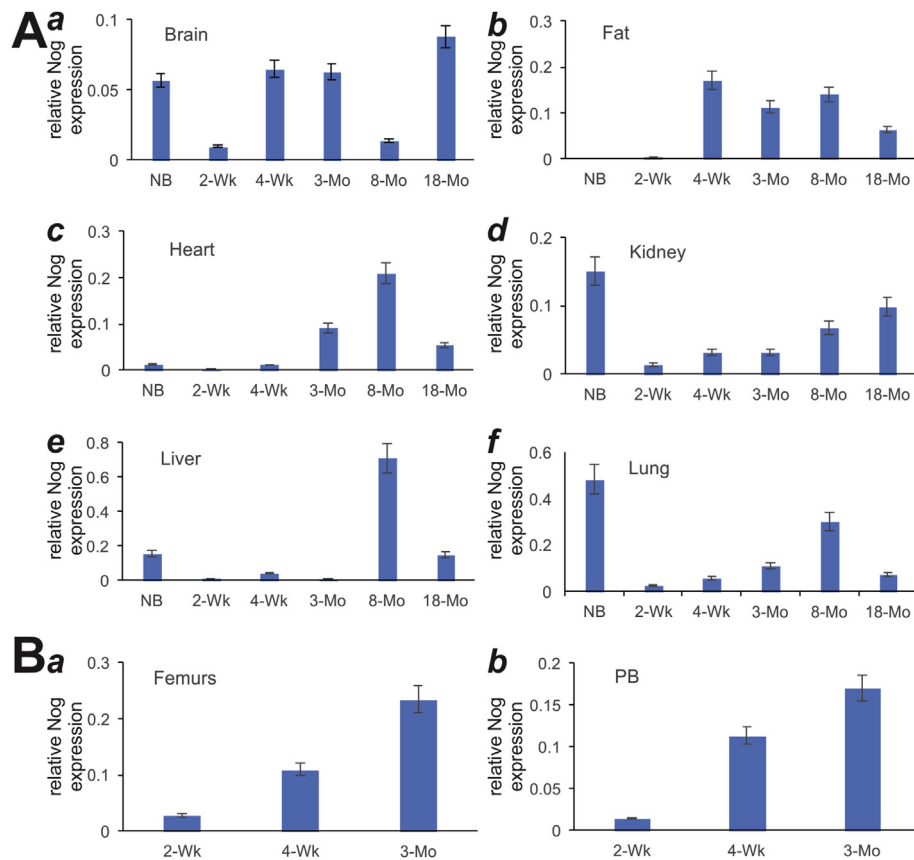 A
a
Brain
relative Nog
expression
0.1
0.05
0
NB 2-Wk 4-Wk 3-Mo 8-Mo 18-Mo
b
Fat
relative Nog
expression
0.3
0.2
0.1
0
NB 2-Wk 4-Wk 3-Mo 8-Mo 18-Mo
c
Heart
relative Nog
expression
0.3
0.2
0.1
0
NB 2-Wk 4-Wk 3-Mo 8-Mo 18-Mo
d
Kidney
relative Nog
expression
0.2
0.1
0
NB 2-Wk 4-Wk 3-Mo 8-Mo 18-Mo
e
Liver
relative Nog
expression
0.8
0.6
0.4
0.2
0
NB 2-Wk 4-Wk 3-Mo 8-Mo 18-Mo
f
Lung
relative Nog
expression
0.6
0.4
0.2
0
NB 2-Wk 4-Wk 3-Mo 8-Mo 18-Mo
B
a
Femurs
relative Nog
expression
0.3
0.2
0.1
0
2-Wk 4-Wk 3-Mo
b
PB
relative Nog
expression
0.2
0.15
0.1
0.05
0
2-Wk 4-Wk 3-Mo